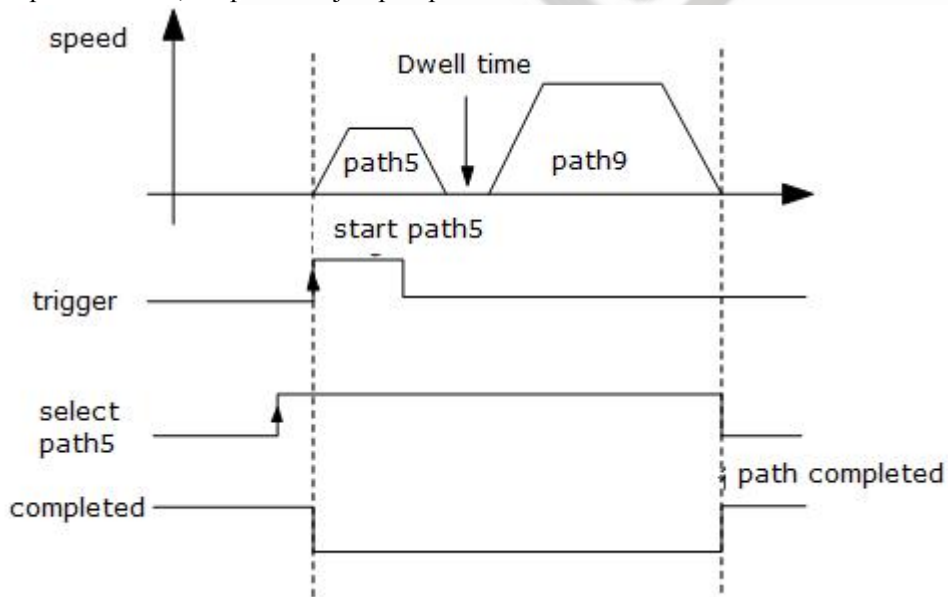 speed
Dwell time
path5
path9
start path5
trigger
select
path5
path completed
completed